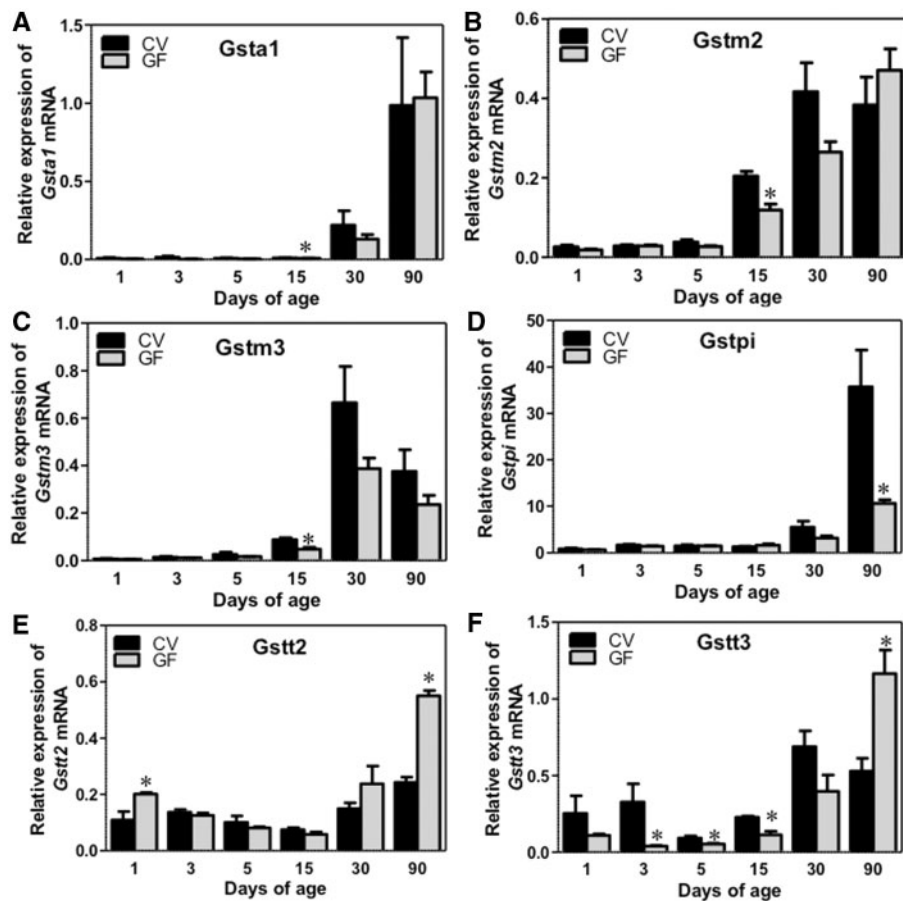 A
Gsta1
CV
GF
Relative expression of
Gsta1 mRNA
1.5
1.0
0.5
0.0
*
1 3 5 15 30 90
Days of age
B
Gstm2
CV
GF
Relative expression of
Gstm2 mRNA
0.6
0.4
0.2
0.0
*
1 3 5 15 30 90
Days of age
C
Gstm3
CV
GF
Relative expression of
Gstm3 mRNA
1.0
0.8
0.6
0.4
0.2
0.0
*
1 3 5 15 30 90
Days of age
D
Gstpi
CV
GF
Relative expression of
Gstpi mRNA
50
40
30
20
10
0
*
1 3 5 15 30 90
Days of age
E
Gstt2
CV
GF
Relative expression of
Gstt2 mRNA
0.8
0.6
0.4
0.2
0.0
* *
1 3 5 15 30 90
Days of age
F
Gstt3
CV
GF
Relative expression of
Gstt3 mRNA
1.5
1.0
0.5
0.0
* * * *
1 3 5 15 30 90
Days of age